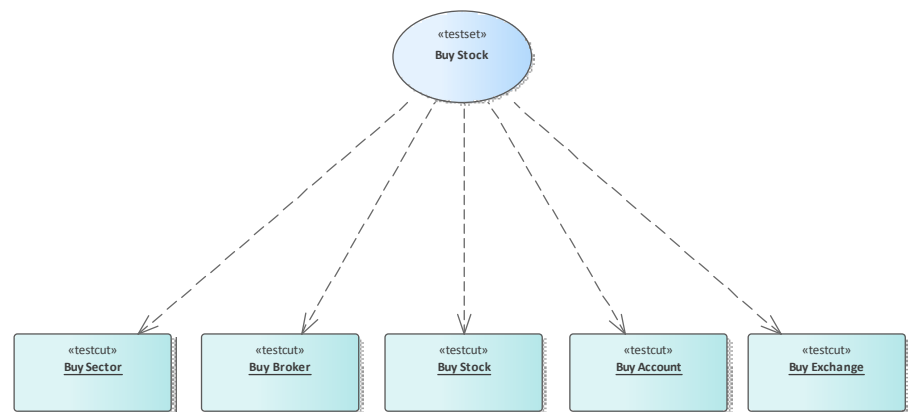 «testset»
Buy Stock
«testcut»
Buy Sector
«testcut»
Buy Broker
«testcut»
Buy Stock
«testcut»
Buy Account
«testcut»
Buy Exchange